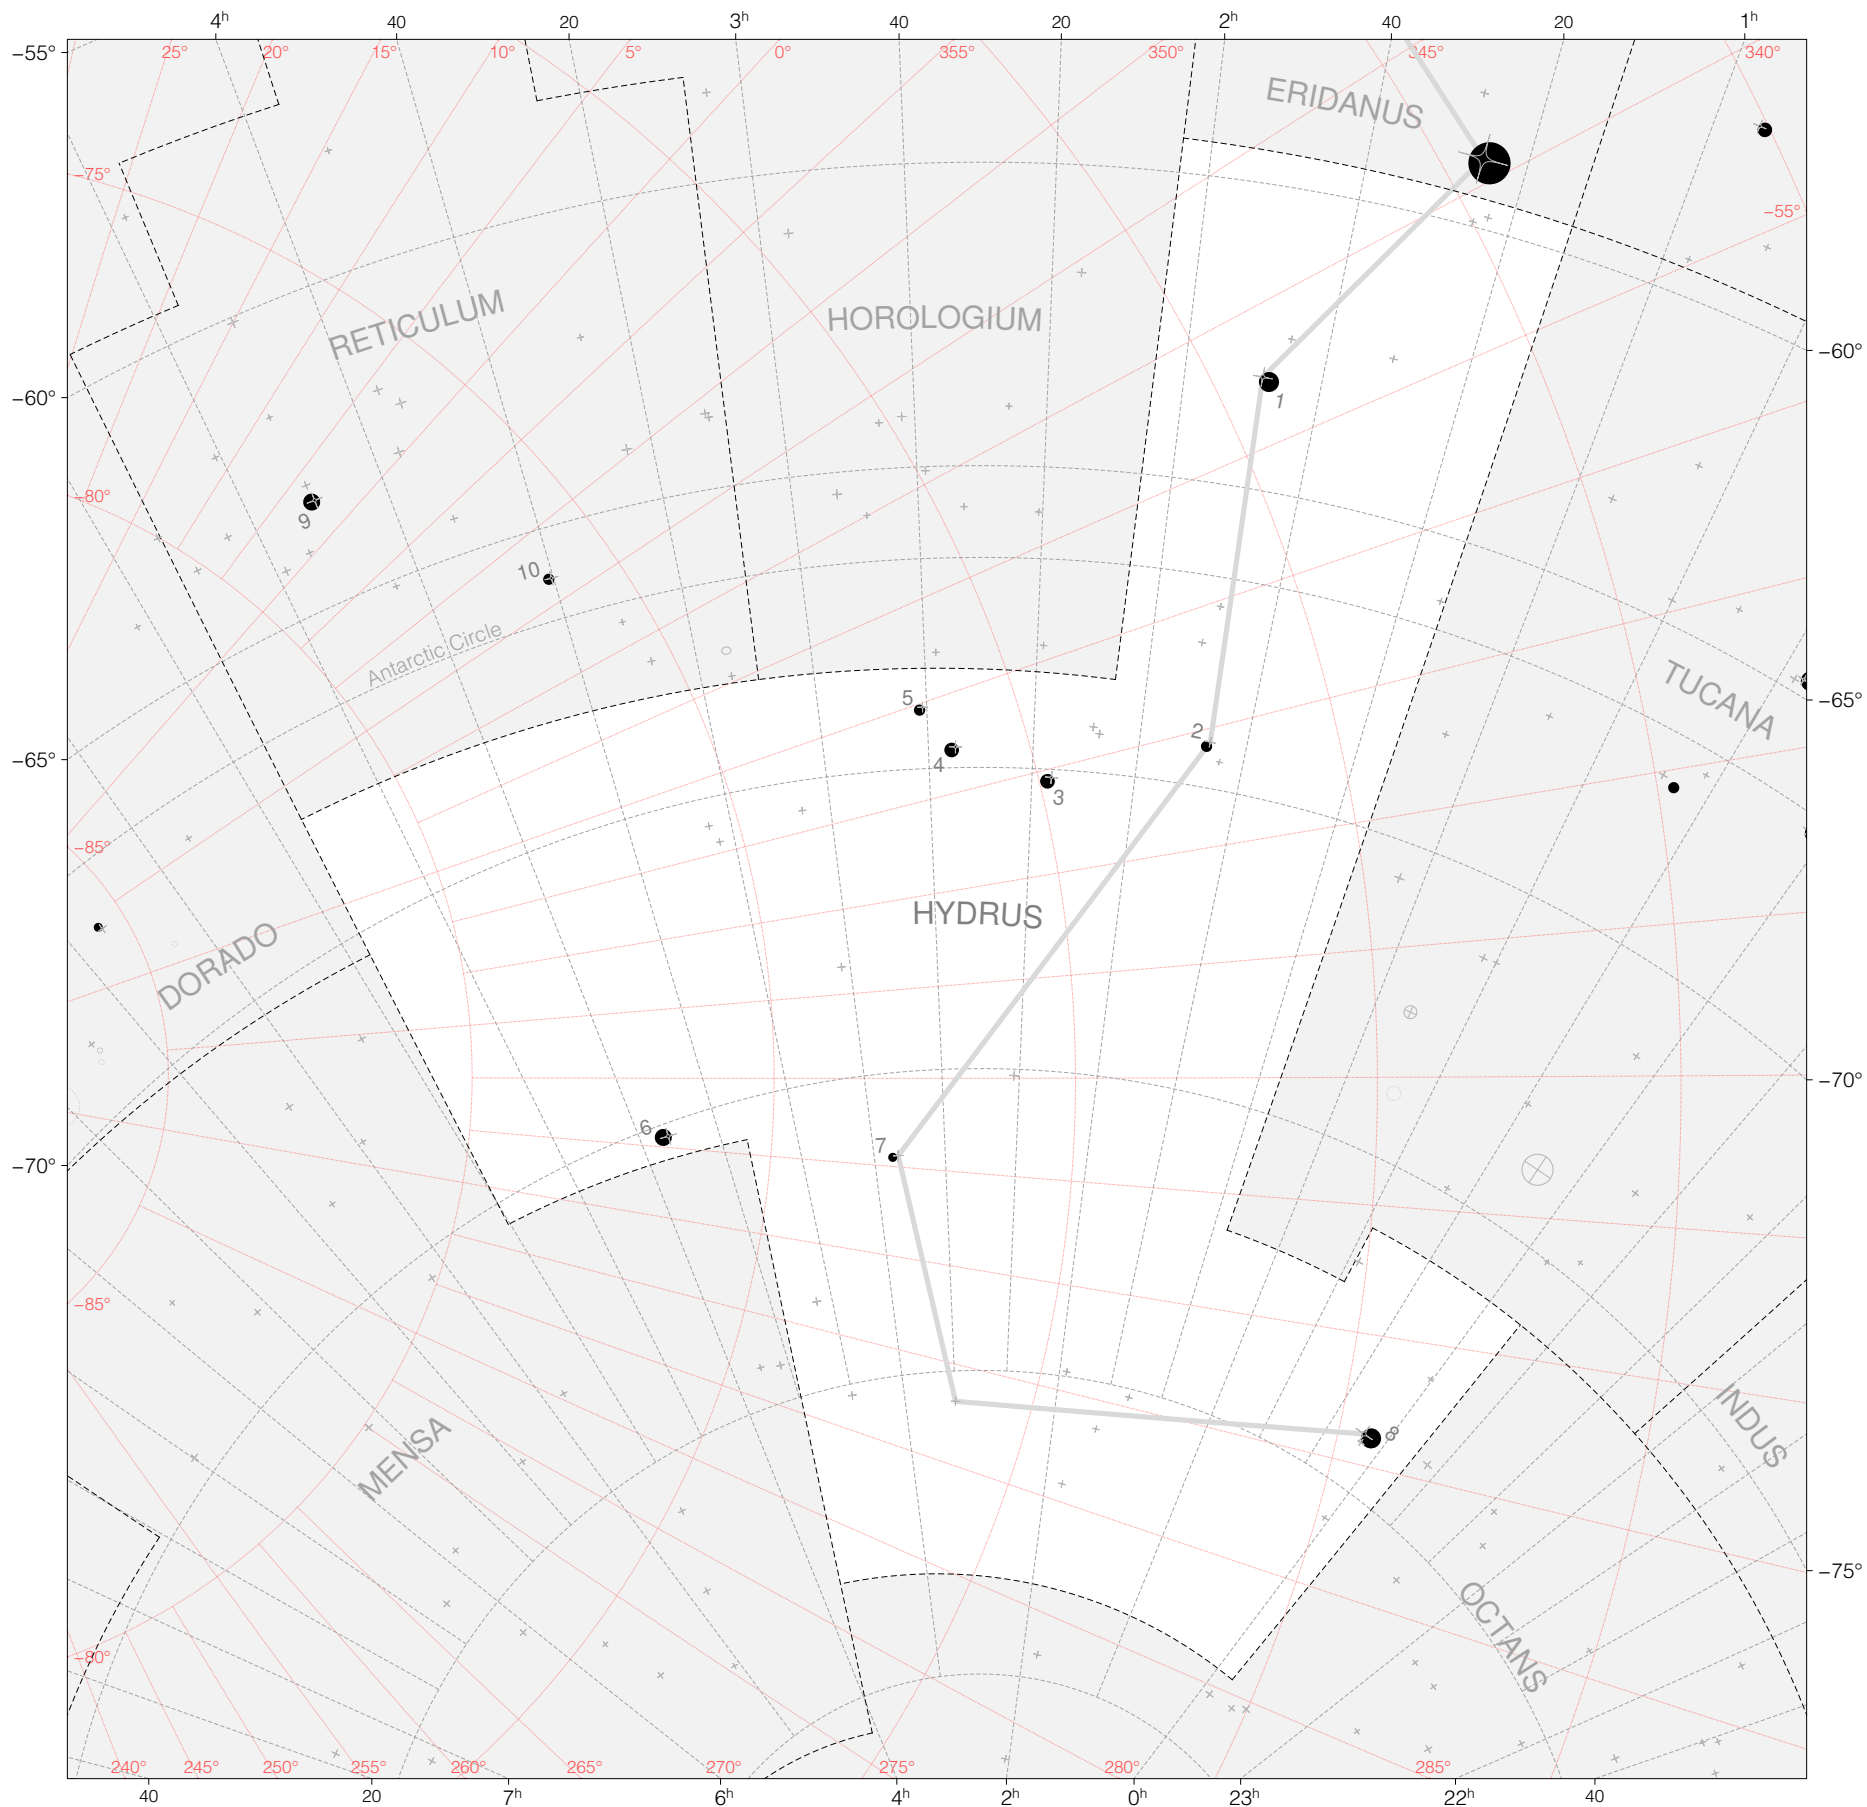 4h 40 20 3h 40 20 2h 40 20 1h
−55° 25° 20° 15° 10° 5° 0° 355° 350° 345° 340°
ERIDANUS
−75°
−55°
RETICULUM
HOROLOGIUM
−60°
−60°
1
−80°
9
10
Antarctic Circle
TUCANA
5
−65°
2
−65°
4
3
−85°
HYDRUS
DORADO
−70°
6
7
−70°
−85°
INDUS
8
MENSA
−75°
OCTANS
−80°
240° 245° 250° 255° 260° 265° 270° 275° 280° 285°
40 20 7h 6h 4h 2h 0h 23h 22h 40